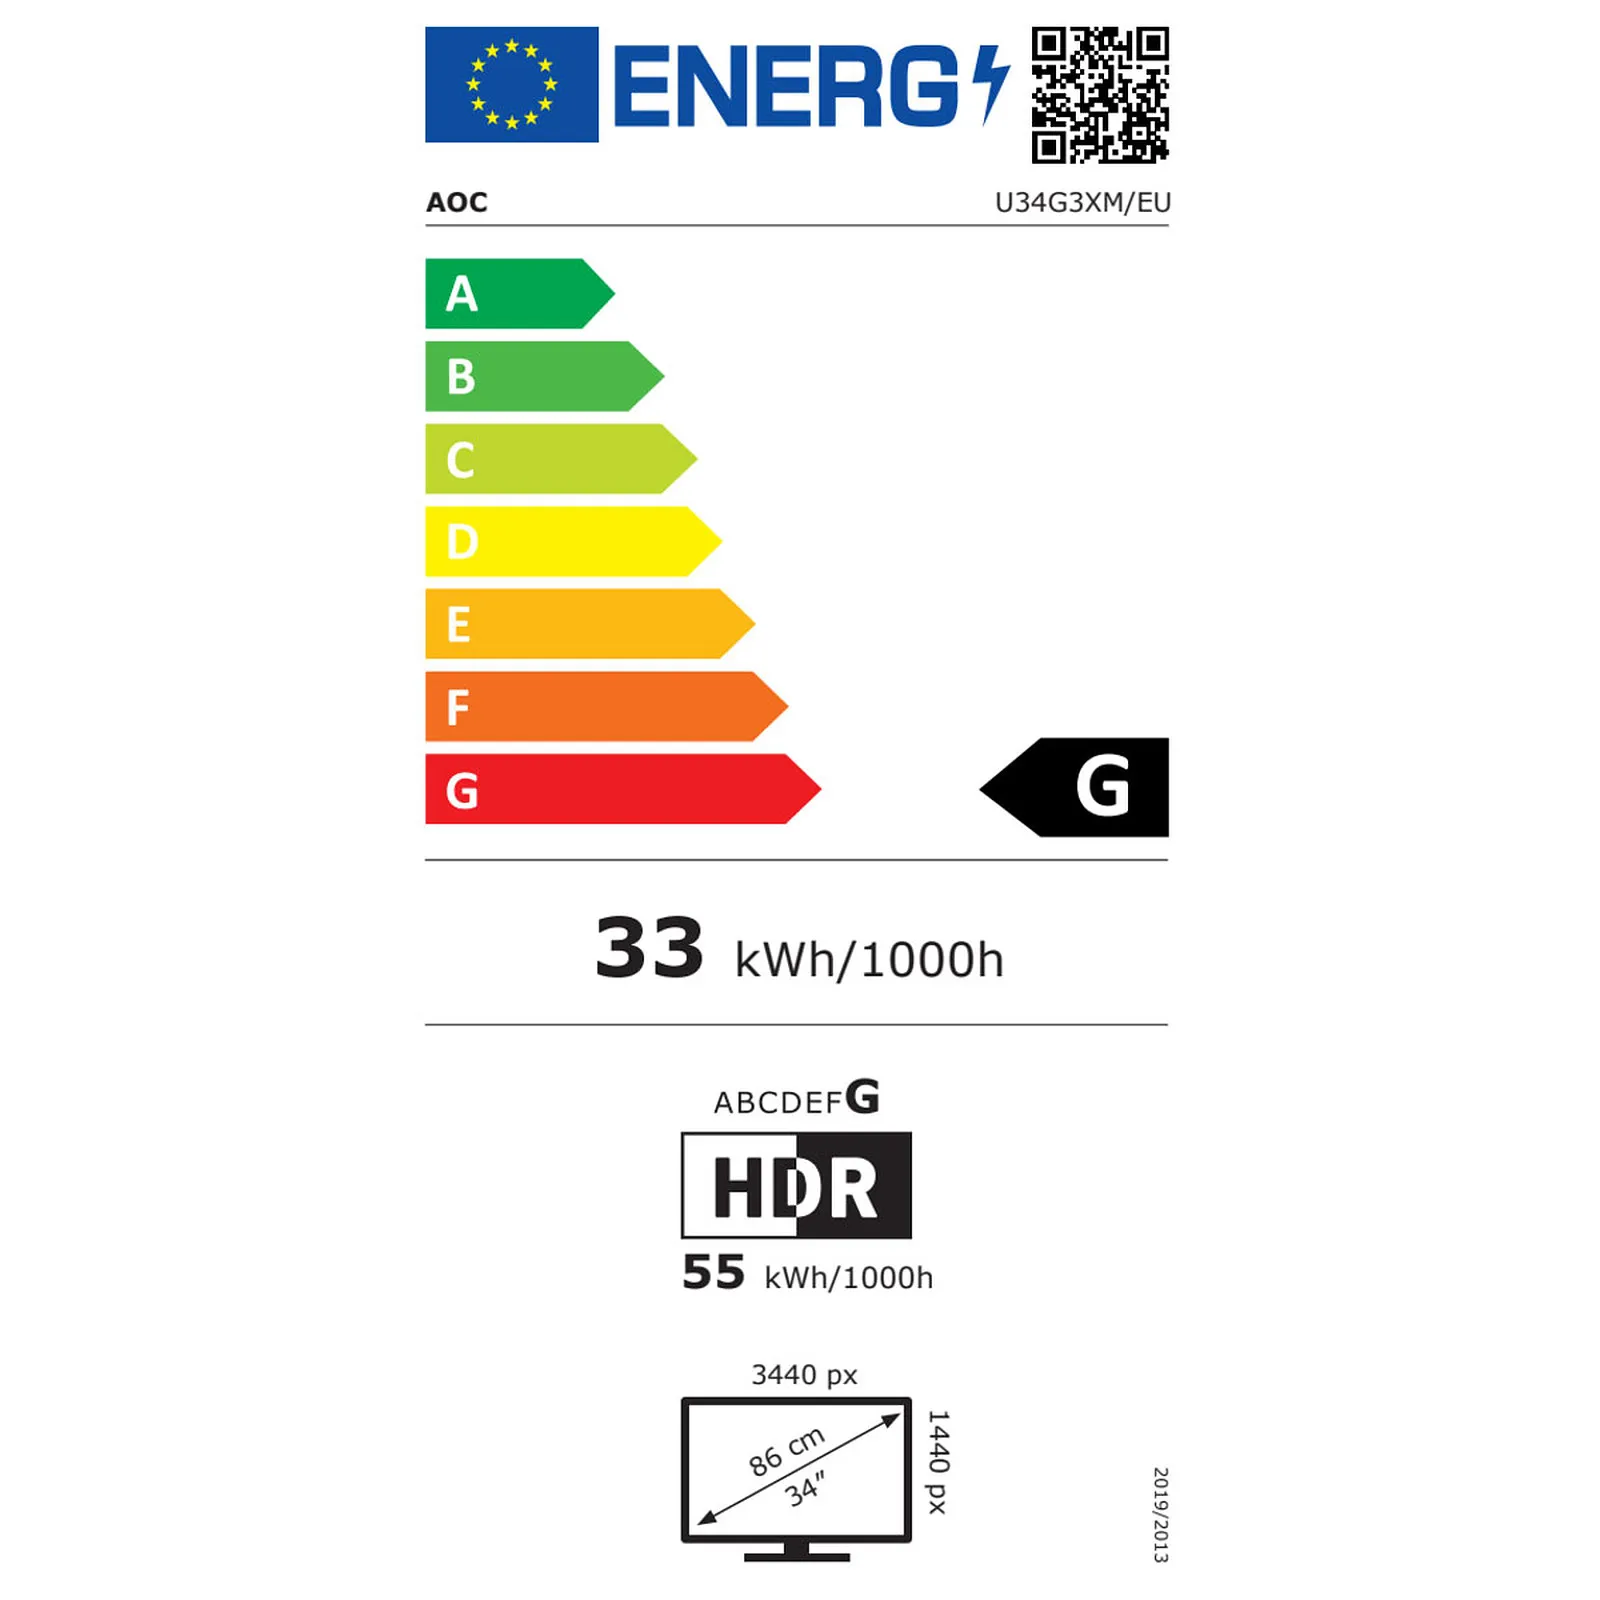 ENERG
AOC
U34G3XM/EU
A
B
C
D
E
F
G
G
33 kWh/1000h
ABCDEFG
HDR
55 kWh/1000h
3440 px
86 cm
34"
1440 px
2019/2013